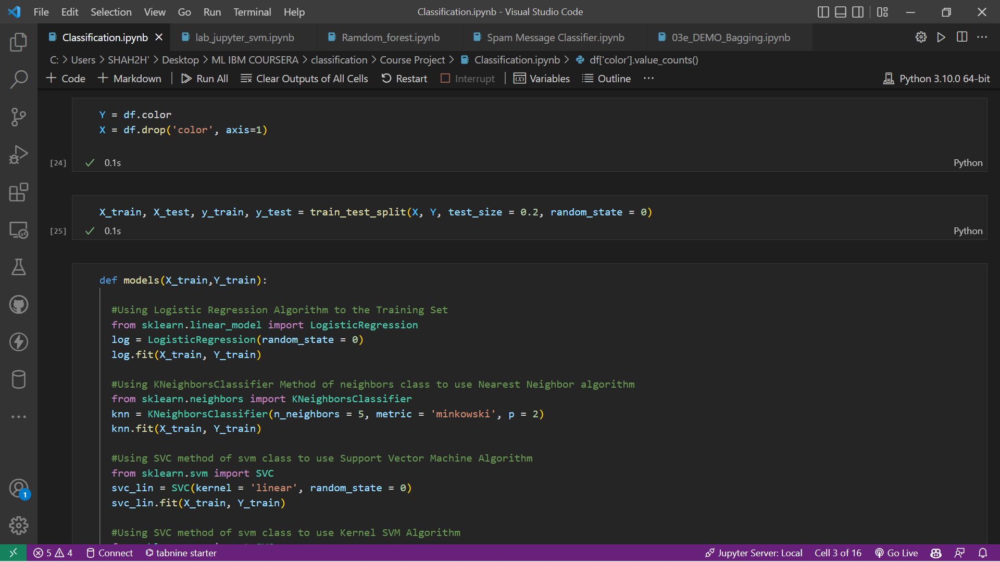 File Edit Selection View Go Run Terminal Help
Classification.ipynb - Visual Studio Code
Classification.ipynb lab_jupyter_svm.ipynb Ramdom_forest.ipynb Spam Message Classifier.ipynb 03e_DEMO_Bagging.ipynb
C: > Users > SHAH2H' > Desktop > ML IBM COURSERA > classification > Course Project > Classification.ipynb > df['color'].value_counts()
+ Code + Markdown Run All Clear Outputs of All Cells Restart Interrupt Variables Outline ··· Python 3.10.0 64-bit
Y = df.color
X = df.drop('color', axis=1)
[24] 0.1s Python
X_train, X_test, y_train, y_test = train_test_split(X, Y, test_size = 0.2, random_state = 0)
[25] 0.1s Python
def models(X_train,Y_train):
#Using Logistic Regression Algorithm to the Training Set
from sklearn.linear_model import LogisticRegression
log = LogisticRegression(random_state = 0)
log.fit(X_train, Y_train)
#Using KNeighborsClassifier Method of neighbors class to use Nearest Neighbor algorithm
from sklearn.neighbors import KNeighborsClassifier
knn = KNeighborsClassifier(n_neighbors = 5, metric = 'minkowski', p = 2)
knn.fit(X_train, Y_train)
#Using SVC method of svm class to use Support Vector Machine Algorithm
from sklearn.svm import SVC
svc_lin = SVC(kernel = 'linear', random_state = 0)
svc_lin.fit(X_train, Y_train)
#Using SVC method of svm class to use Kernel SVM Algorithm
1
5 4 Connect tabnine starter Jupyter Server: Local Cell 3 of 16 Go Live